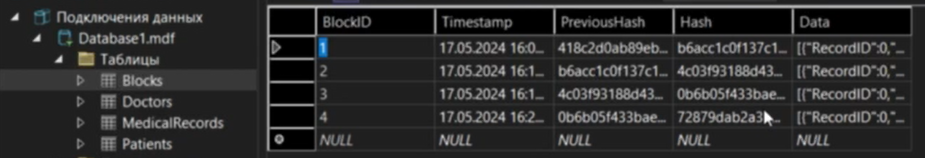 Подключения данных
Database1.mdf
Таблицы
Blocks
Doctors
MedicalRecords
Patients
BlockID Timestamp PreviousHash Hash Data
1 17.05.2024 16:0... 418c2d0ab89eb... b6acc1c0f137c1... [{"RecordID":0,"...
2 17.05.2024 16:1... b6acc1c0f137c1... 4c03f93188d43... [{"RecordID":0,"...
3 17.05.2024 16:1... 4c03f93188d43... 0b6b05f433bae... [{"RecordID":0,"...
4 17.05.2024 16:2... 0b6b05f433bae... [{"RecordID":0,"...
NULL NULL NULL NULL NULL